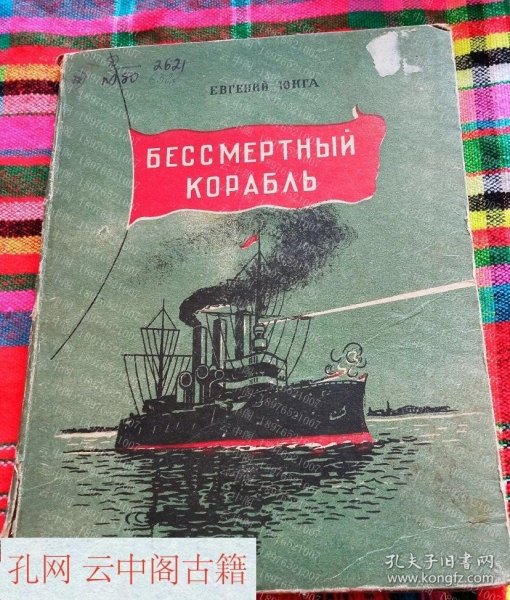 2621
ЕВГЕНИЙ ЮНГА
БЕССМЕРТНЫЙ
КОРАБЛЬ
孔网 云中阁古籍
孔夫子旧书网
www.kongfz.com